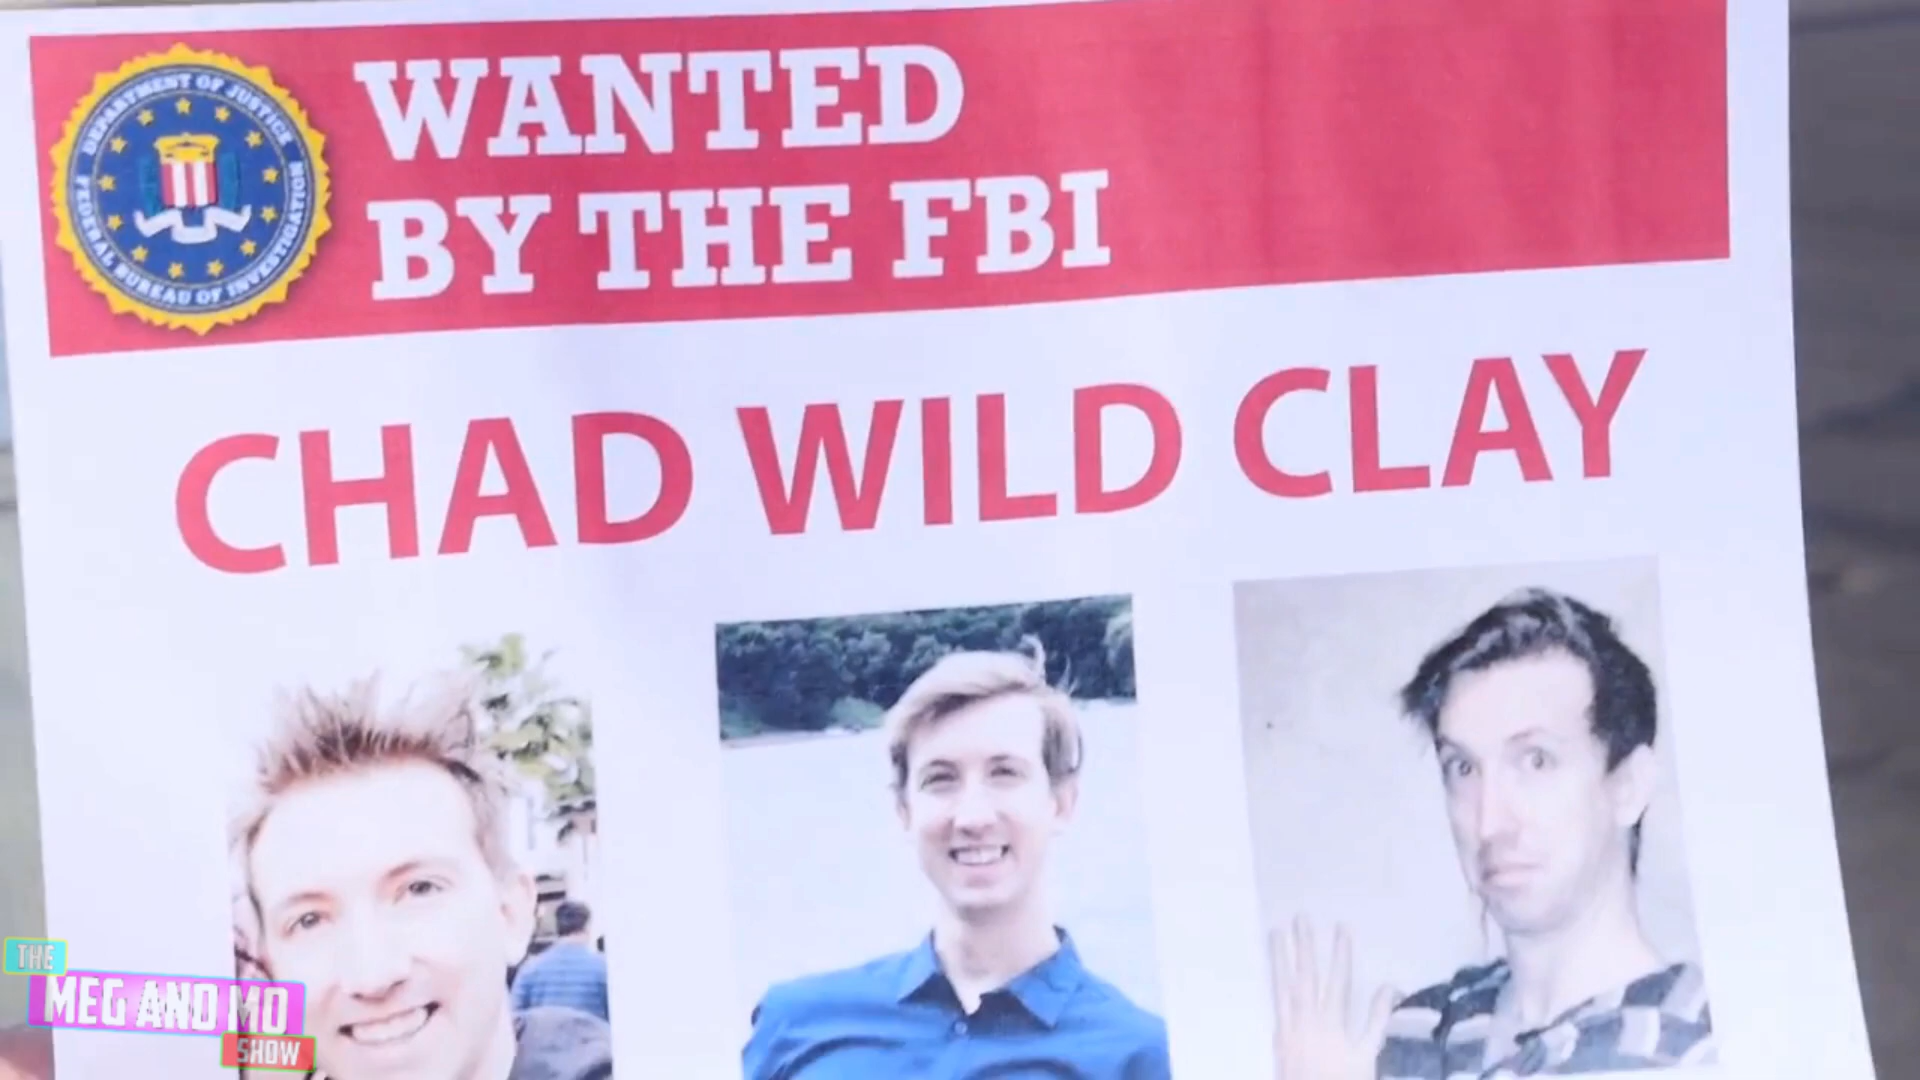 DEPARTMENT OF JUSTICE
FEDERAL BUREAU OF INVESTIGATION
WANTED
BY THE FBI
CHAD WILD CLAY
THE
MEG AND MO
SHOW